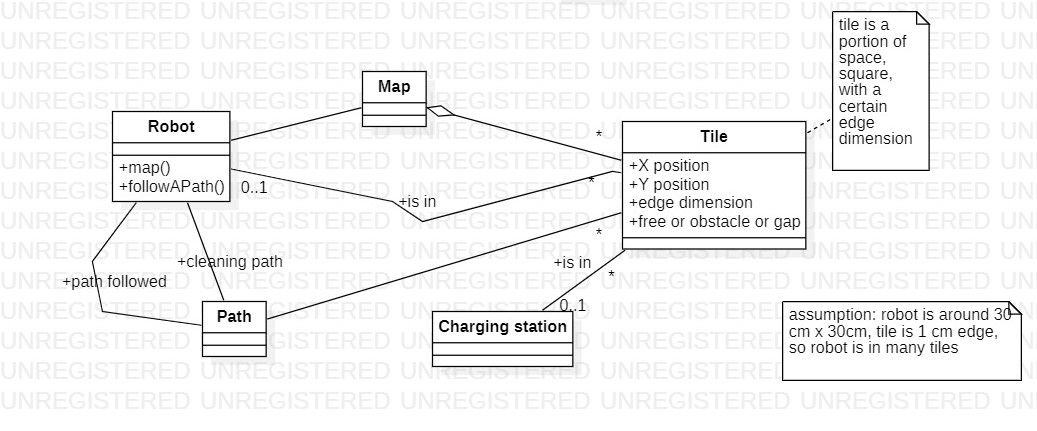 UNREGISTERED UNREGISTERED UNREGISTERED UNREGISTERED UNREGISTERED UNREGISTERED UN
tile is a
portion of
space,
square,
with a
certain
edge
dimension
Map
Robot
+map()
+followAPath()
0..1
*
Tile
+X position
+Y position
+edge dimension
+free or obstacle or gap
*
+is in
*
+cleaning path
+path followed
+is in
*
0..1
Path
Charging station
assumption: robot is around 30
cm x 30cm, tile is 1 cm edge,
so robot is in many tiles